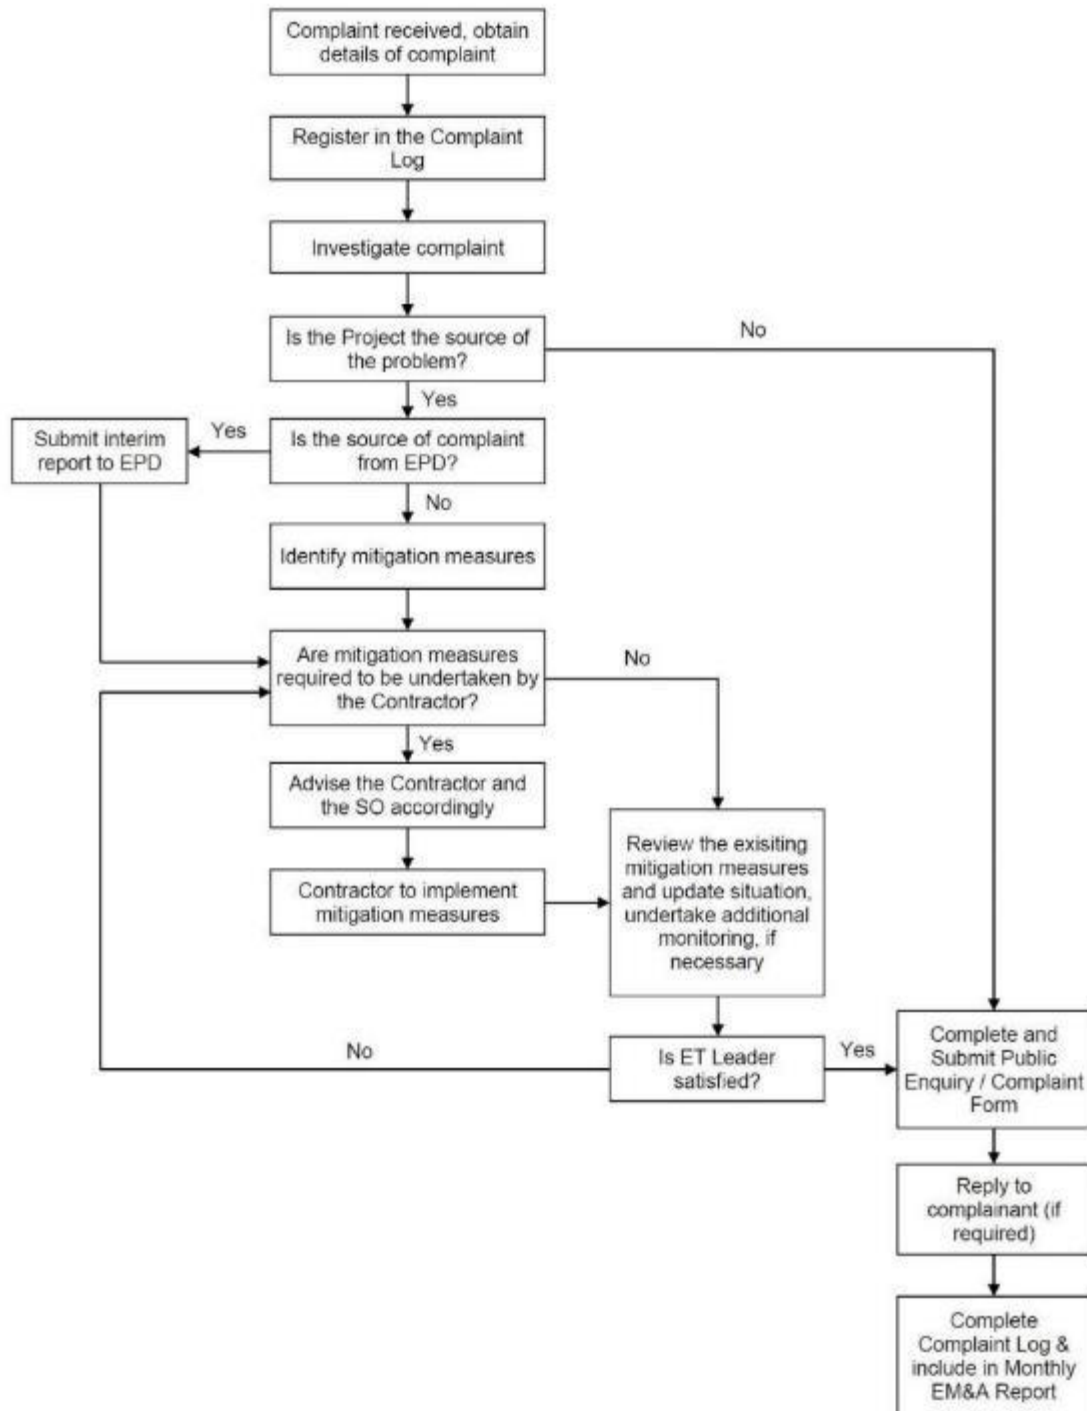 Complaint received, obtain
details of complaint
Register in the Complaint
Log
Investigate complaint
Is the Project the source of
the problem?
No
Yes
Submit interim
report to EPD
Yes
Is the source of complaint
from EPD?
No
Identify mitigation measures
Are mitigation measures
required to be undertaken by
the Contractor?
No
Yes
Advise the Contractor and
the SO accordingly
Contractor to implement
mitigation measures
Review the exisiting
mitigation measures
and update situation,
undertake additional
monitoring, if
necessary
No
Is ET Leader
satisfied?
Yes
Complete and
Submit Public
Enquiry / Complaint
Form
Reply to
complainant (if
required)
Complete
Complaint Log &
include in Monthly
EM&A Report